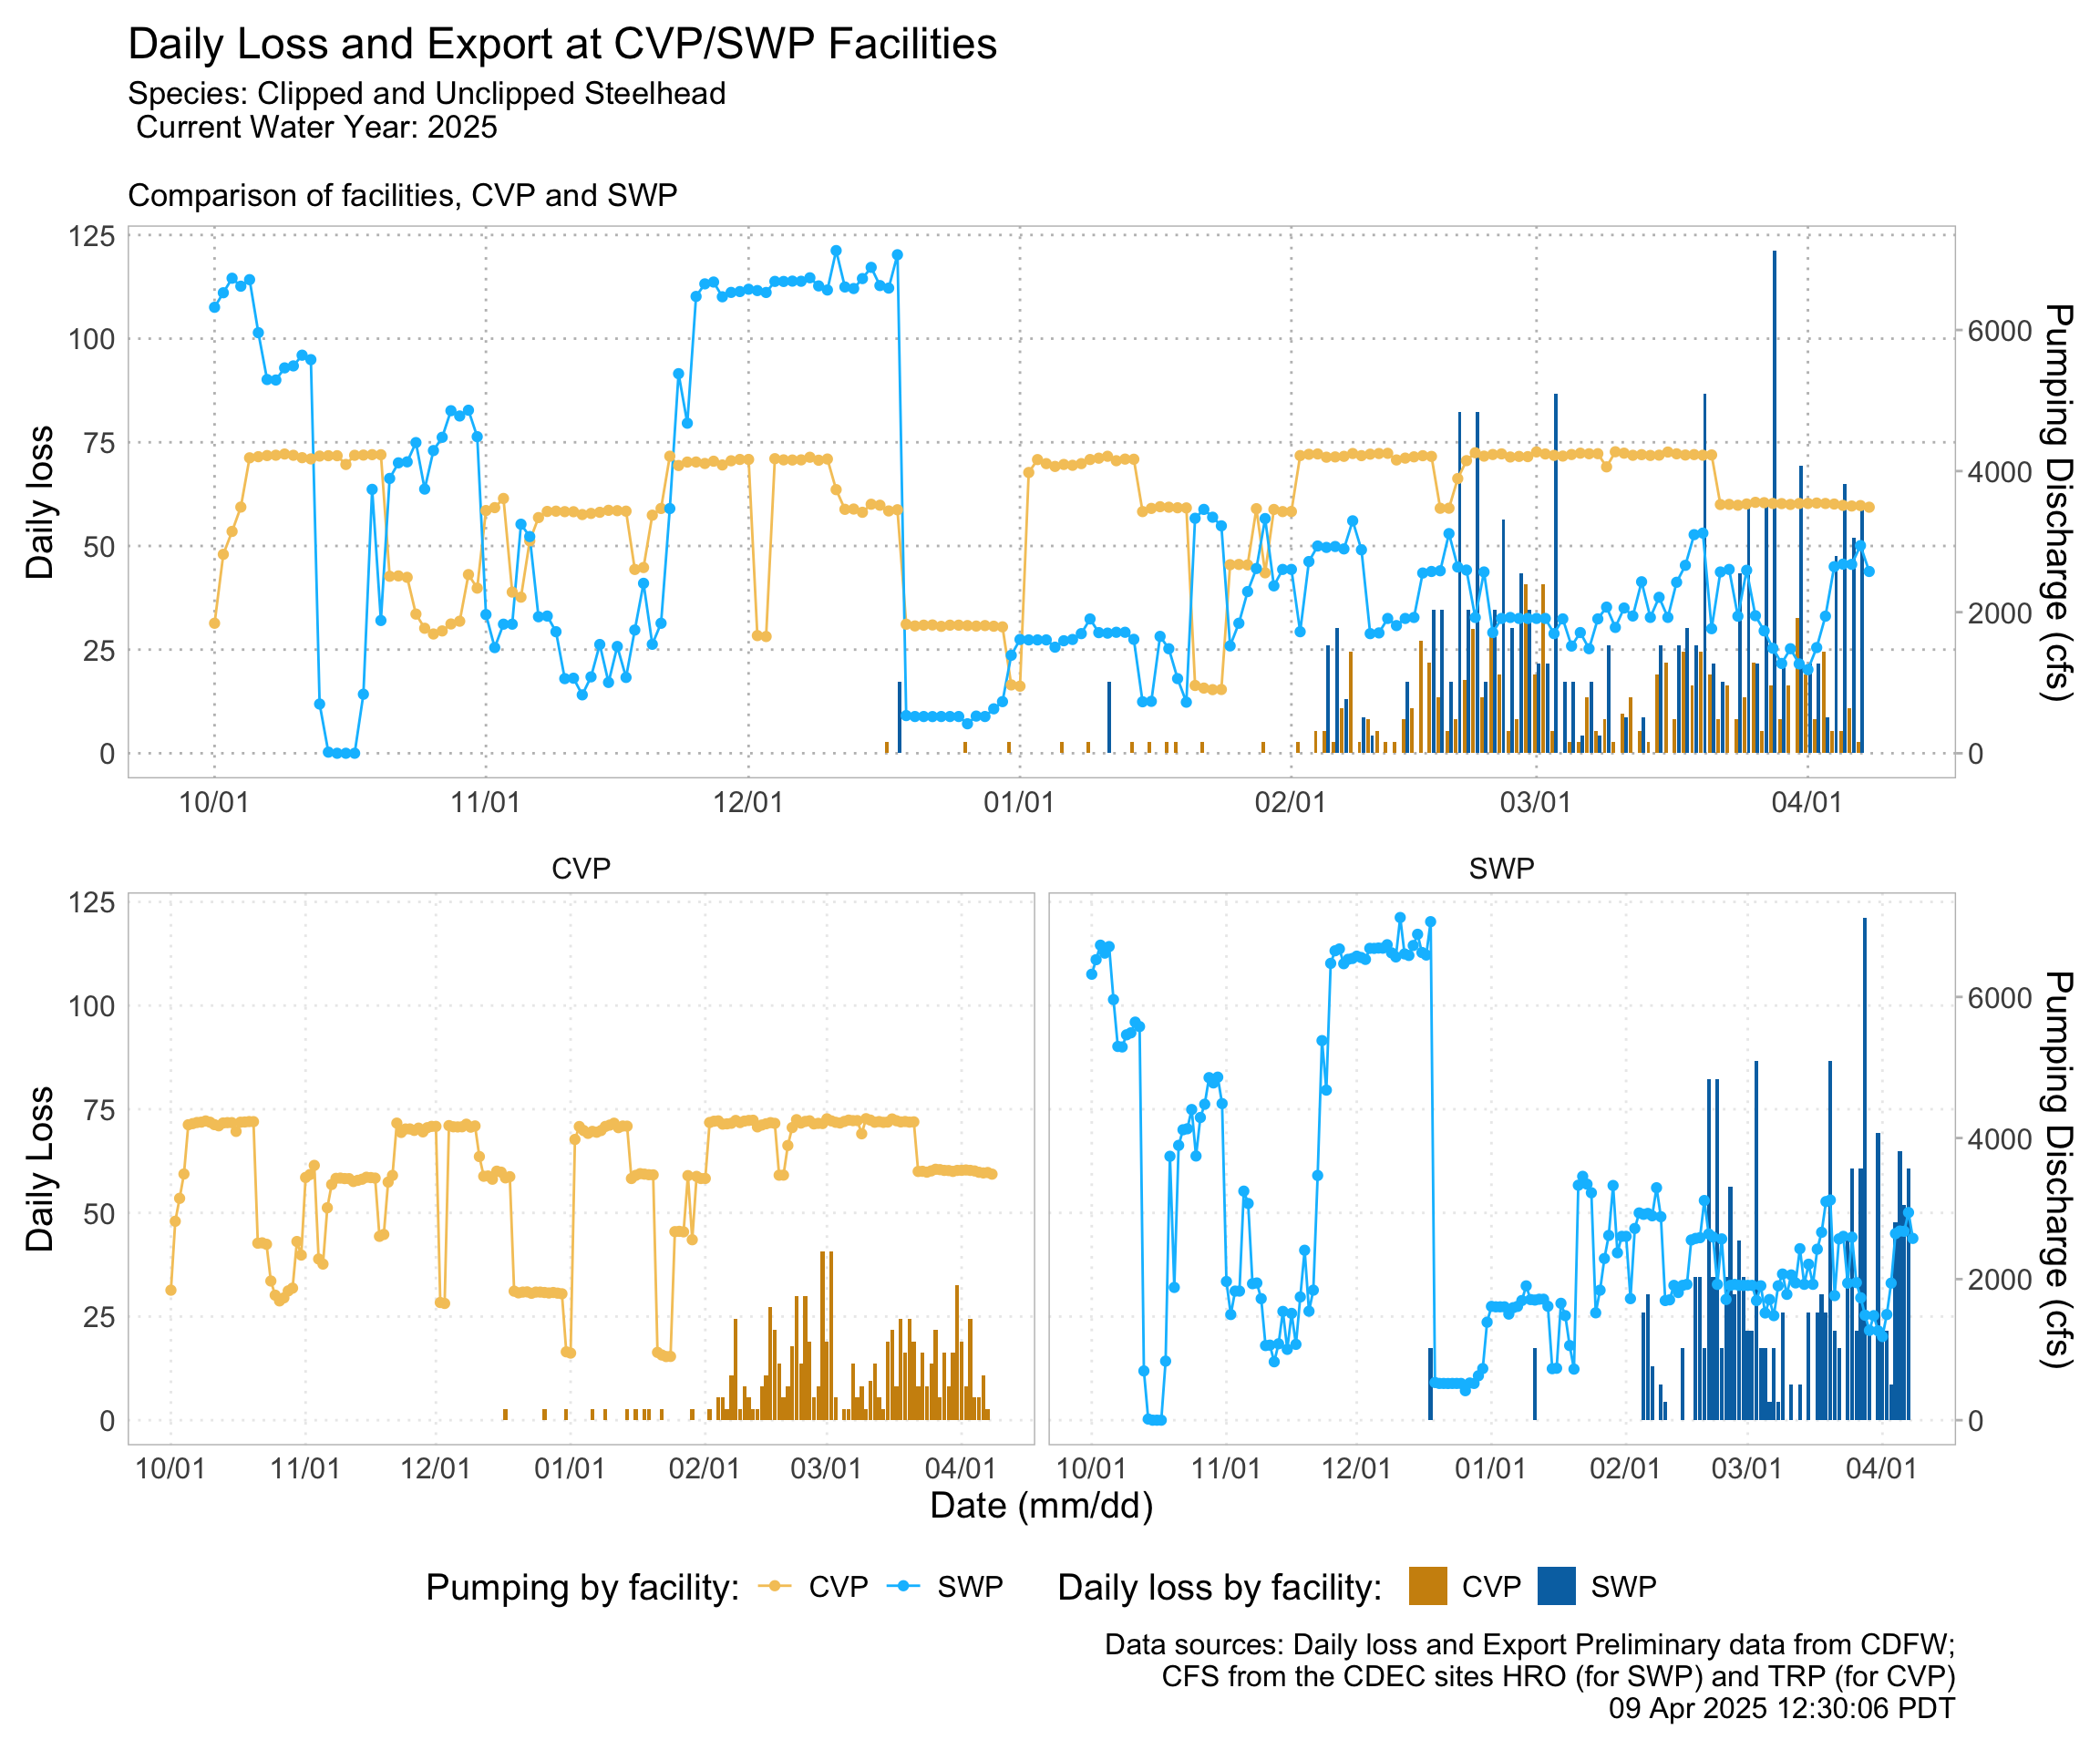 Daily Loss and Export at CVP/SWP Facilities
Species: Clipped and Unclipped Steelhead
Current Water Year: 2025
Comparison of facilities, CVP and SWP
125
100
75
50
25
0
Daily loss
6000
4000
2000
0
Pumping Discharge (cfs)
10/01 11/01 12/01 01/01 02/01 03/01 04/01
CVP SWP
125
100
75
50
25
0
Daily Loss
6000
4000
2000
0
Pumping Discharge (cfs)
10/01 11/01 12/01 01/01 02/01 03/01 04/01 10/01 11/01 12/01 01/01 02/01 03/01 04/01
Date (mm/dd)
Pumping by facility: CVP SWP Daily loss by facility: CVP SWP
Data sources: Daily loss and Export Preliminary data from CDFW;
CFS from the CDEC sites HRO (for SWP) and TRP (for CVP)
09 Apr 2025 12:30:06 PDT